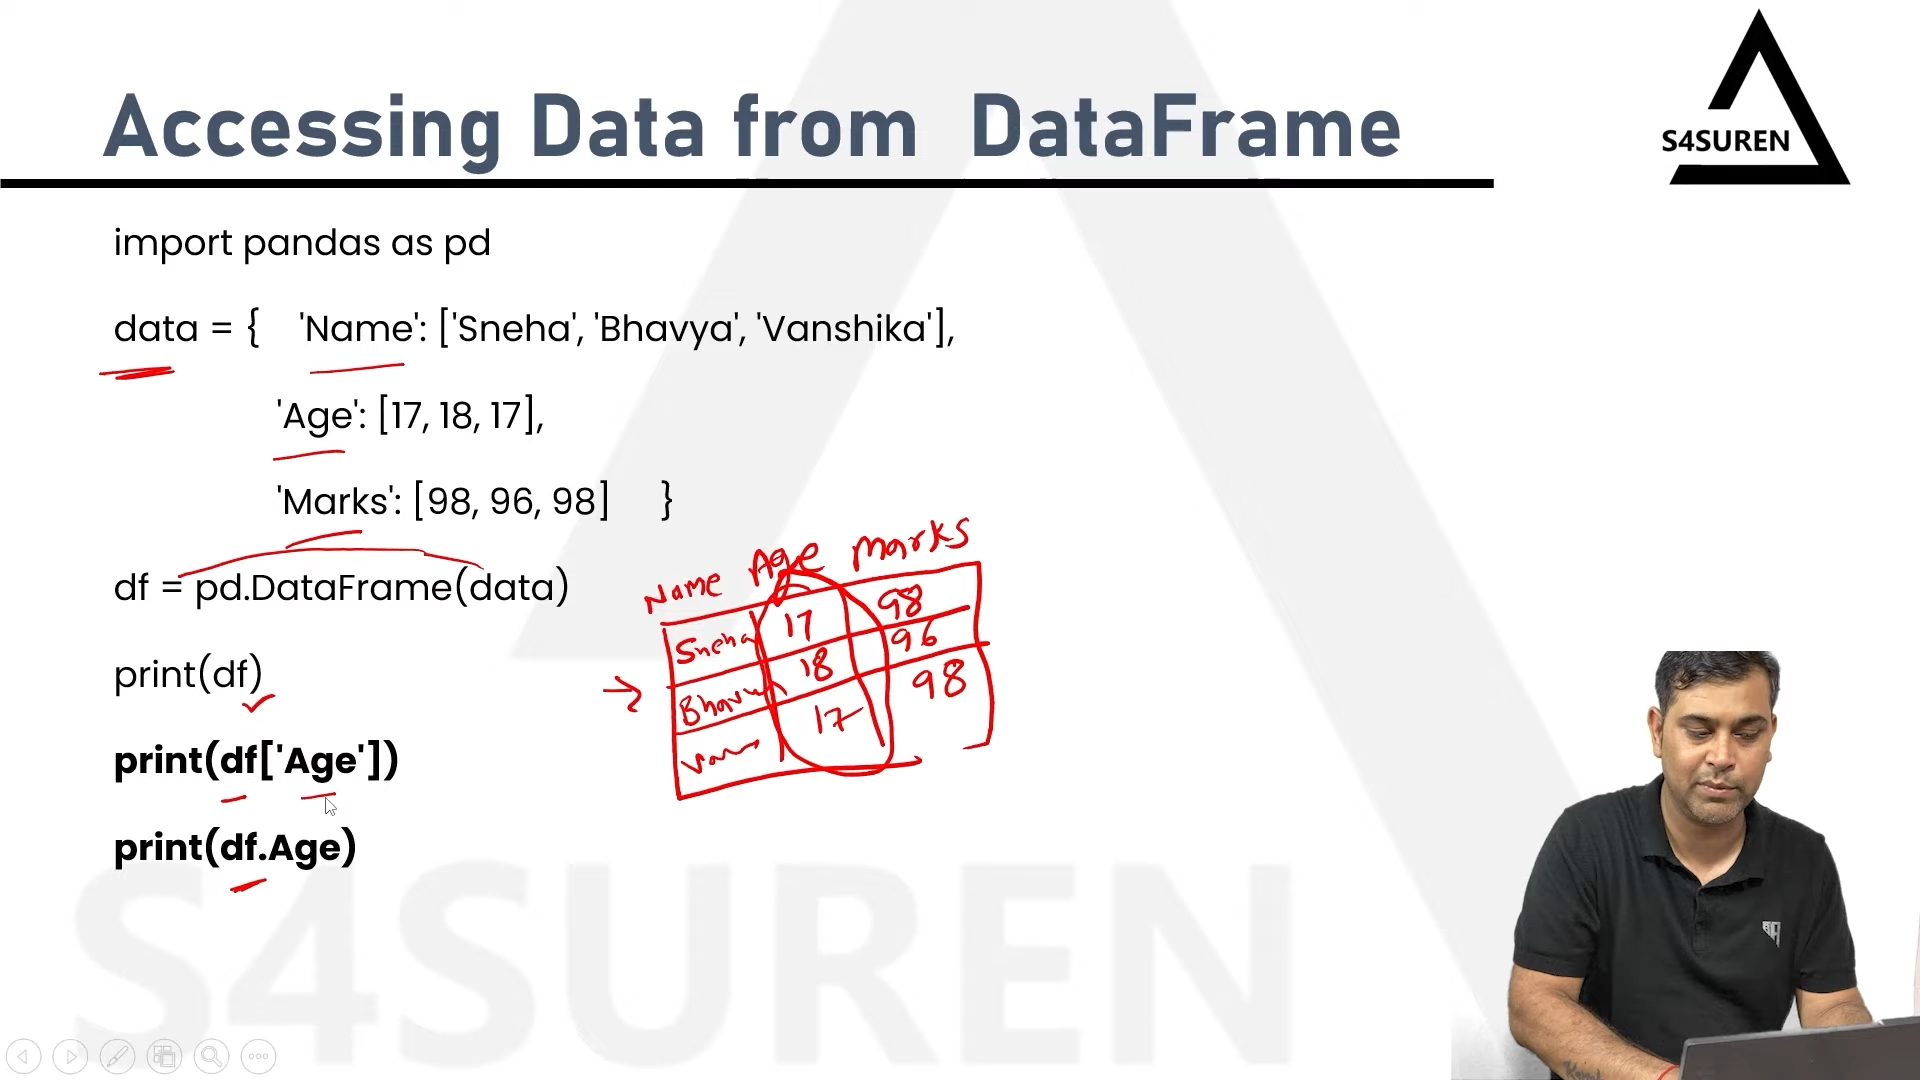 Accessing Data from DataFrame
S4SUREN
import pandas as pd
data = { 'Name': ['Sneha', 'Bhavya', 'Vanshika'],
'Age': [17, 18, 17],
'Marks': [98, 96, 98] }
df = pd.DataFrame(data)
print(df)
print(df['Age'])
print(df.Age)
Name Age Marks
Sneha 17 98
18 96
17 98
S4SUREN